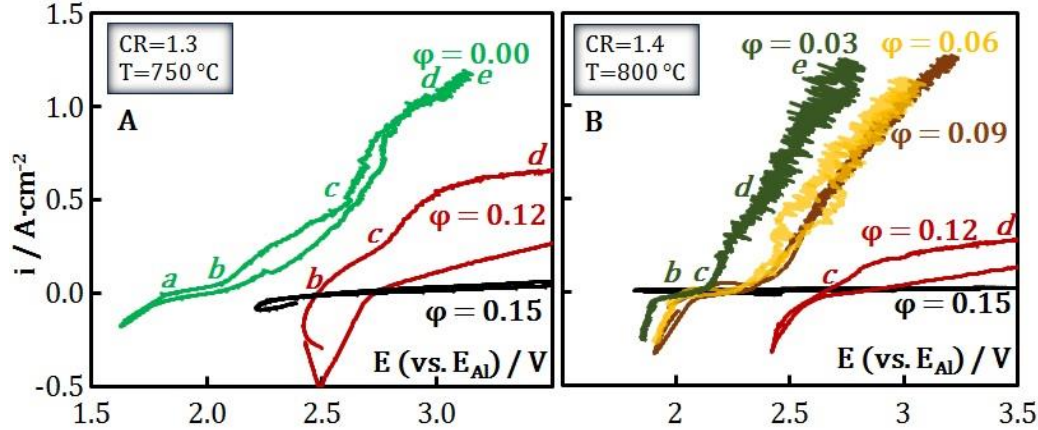 CR=1.3
T=750 °C
A
φ = 0.00
d
e
c
a
b
d
φ = 0.12
c
b
φ = 0.15
E (vs. E_Al) / V
i / A·cm⁻²
1.5
1.0
0.5
0.0
-0.5
1.5
2.0
2.5
3.0
CR=1.4
T=800 °C
B
φ = 0.03
e
φ = 0.06
φ = 0.09
d
b
c
φ = 0.12
d
c
φ = 0.15
E (vs. E_Al) / V
2
2.5
3
3.5